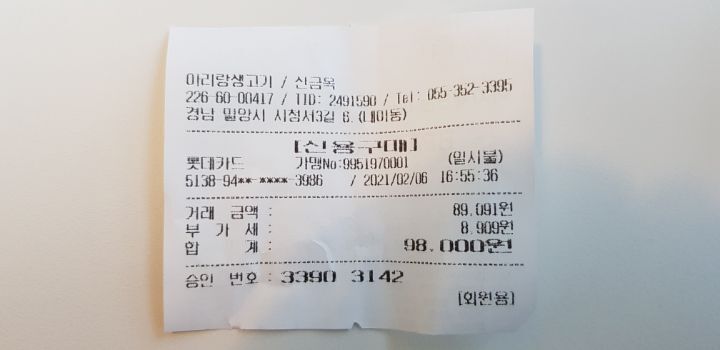 아리랑생고기 / 신금옥
226-60-00417 / TID: 2491590 / Tel: 055-352-3395
경남 밀양시 시청서3길 6.(내이동)
[신용구매]
롯데카드 가맹No:9951970001 (일시불)
5138-94**-****-3986 / 2021/02/06 16:55:36
거래 금액 : 89.091원
부 가 세 : 8.909원
합 계 : 98.000원
승인 번호 : 3390 3142
[회원용]